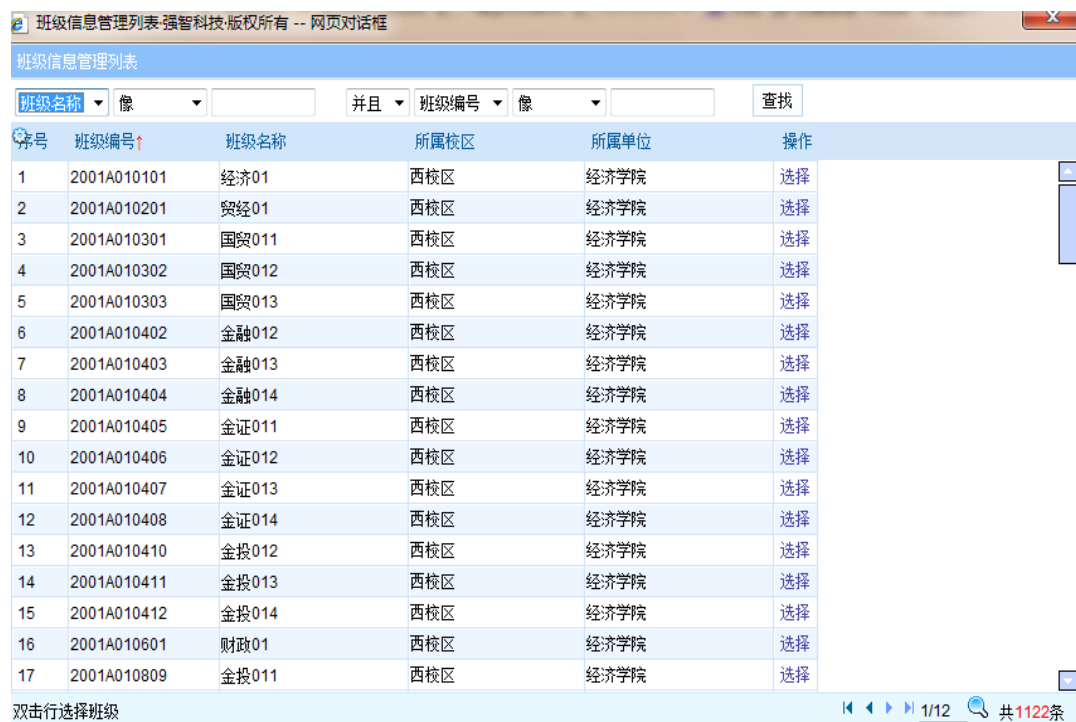 班级信息管理列表-强智科技·版权所有 -- 网页对话框
班级信息管理列表
班级名称 像 并且 班级编号 像 查找
序号 班级编号↑ 班级名称 所属校区 所属单位 操作
1 2001A010101 经济01 西校区 经济学院 选择
2 2001A010201 贸经01 西校区 经济学院 选择
3 2001A010301 国贸011 西校区 经济学院 选择
4 2001A010302 国贸012 西校区 经济学院 选择
5 2001A010303 国贸013 西校区 经济学院 选择
6 2001A010402 金融012 西校区 经济学院 选择
7 2001A010403 金融013 西校区 经济学院 选择
8 2001A010404 金融014 西校区 经济学院 选择
9 2001A010405 金证011 西校区 经济学院 选择
10 2001A010406 金证012 西校区 经济学院 选择
11 2001A010407 金证013 西校区 经济学院 选择
12 2001A010408 金证014 西校区 经济学院 选择
13 2001A010410 金投012 西校区 经济学院 选择
14 2001A010411 金投013 西校区 经济学院 选择
15 2001A010412 金投014 西校区 经济学院 选择
16 2001A010601 财政01 西校区 经济学院 选择
17 2001A010809 金投011 西校区 经济学院 选择
双击行选择班级 1/12 共1122条